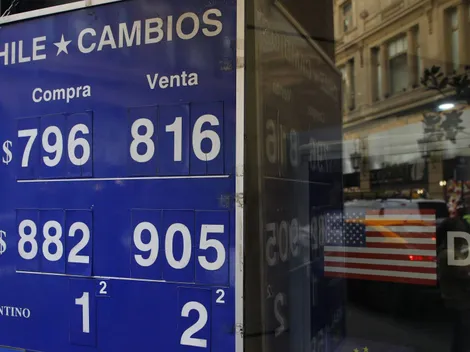 HILE ★ CAMBIOS
Compra Venta
$ 796 816
$ 882 905
NTINO 1 2 2 2
D